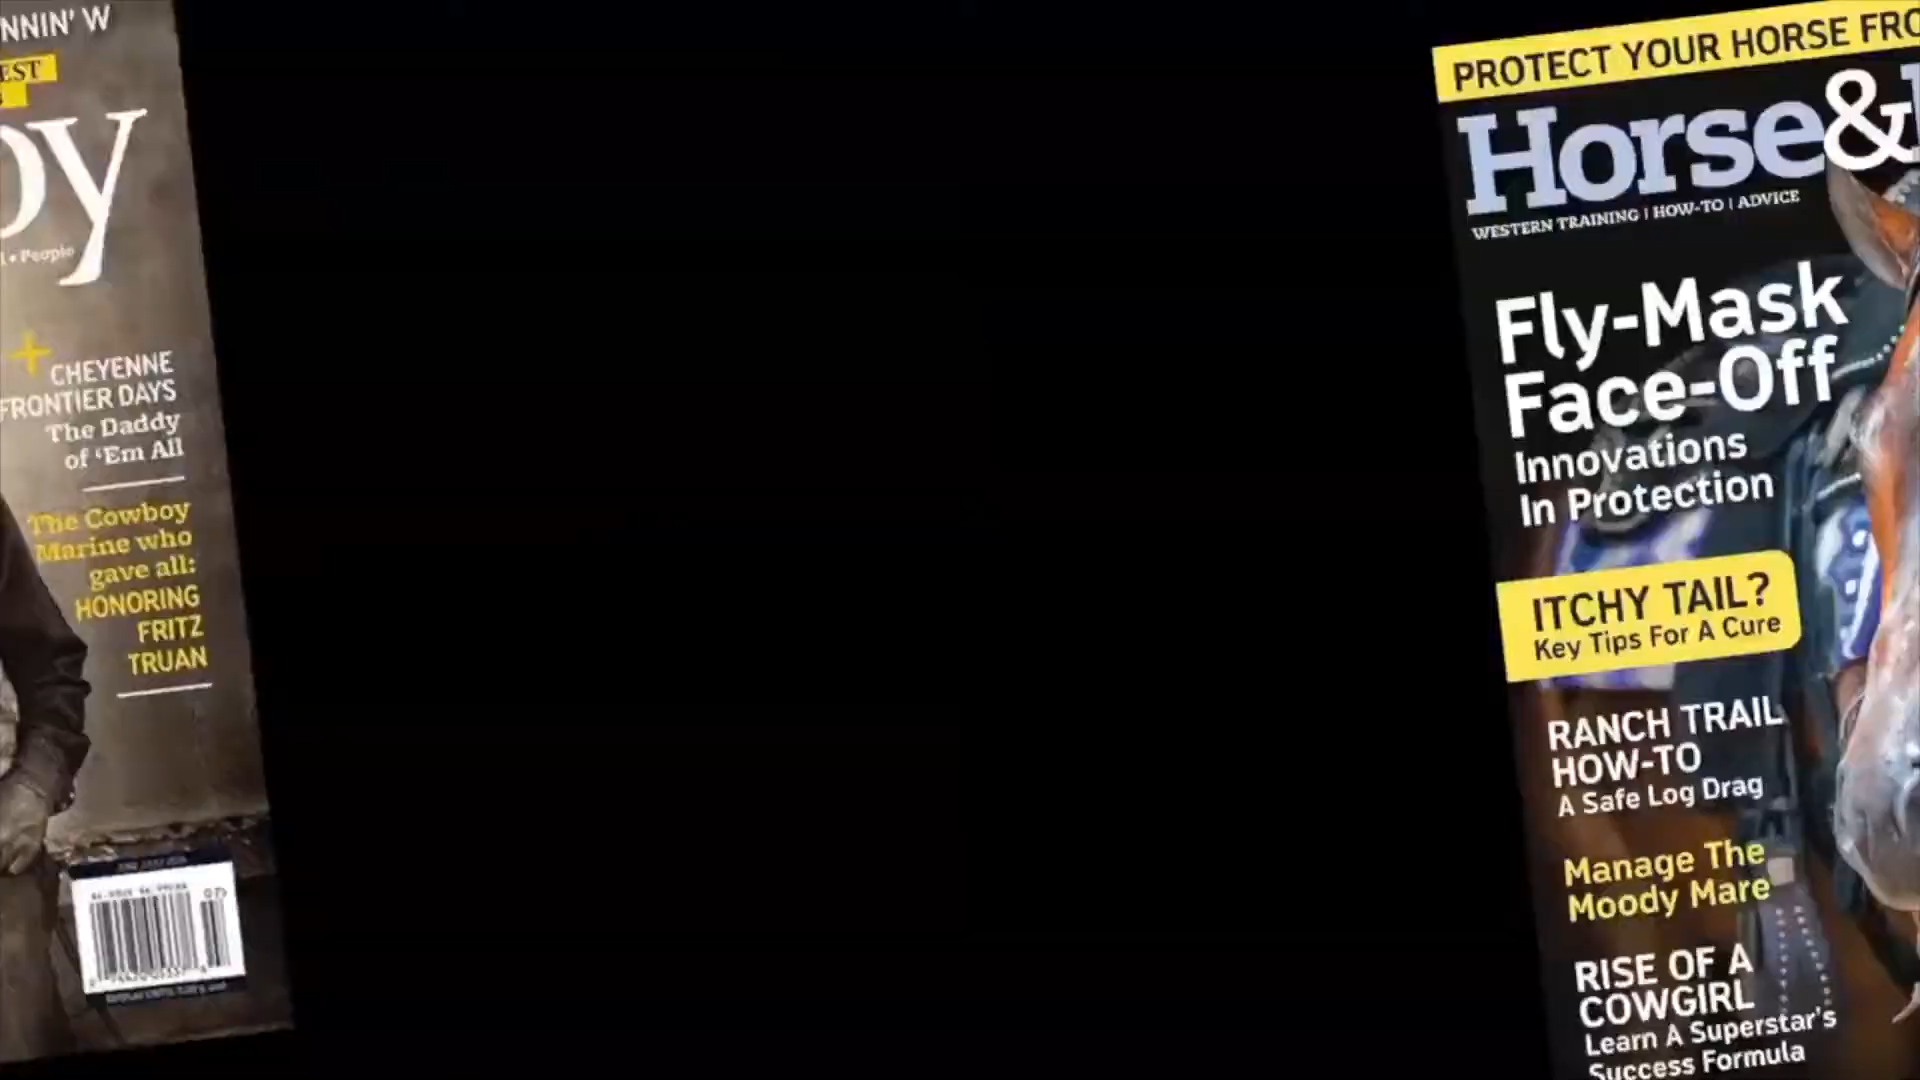 NNIN' W
EST
oy
• People
+
CHEYENNE
FRONTIER DAYS
The Daddy
of ‘Em All
The Cowboy
Marine who
gave all:
HONORING
FRITZ
TRUAN
07>
PROTECT YOUR HORSE FRO
Horse&
WESTERN TRAINING | HOW-TO | ADVICE
Fly-Mask
Face-Off
Innovations
In Protection
ITCHY TAIL?
Key Tips For A Cure
RANCH TRAIL
HOW-TO
A Safe Log Drag
Manage The
Moody Mare
RISE OF A
COWGIRL
Learn A Superstar's
Success Formula